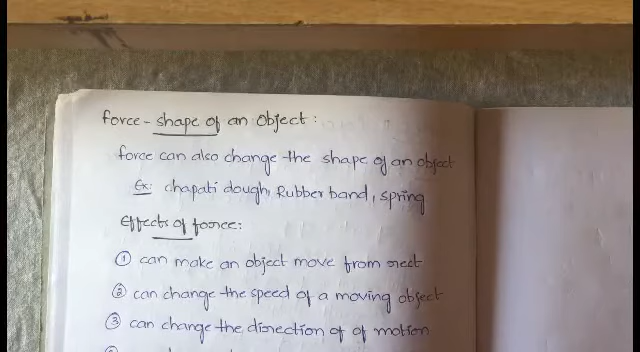 force - shape of an Object :
force can also change the shape of an object
Ex: chapati dough, Rubber band, spring
effects of force:
① can make an object move from rest
② can change the speed of a moving object
③ can change the direction of of motion